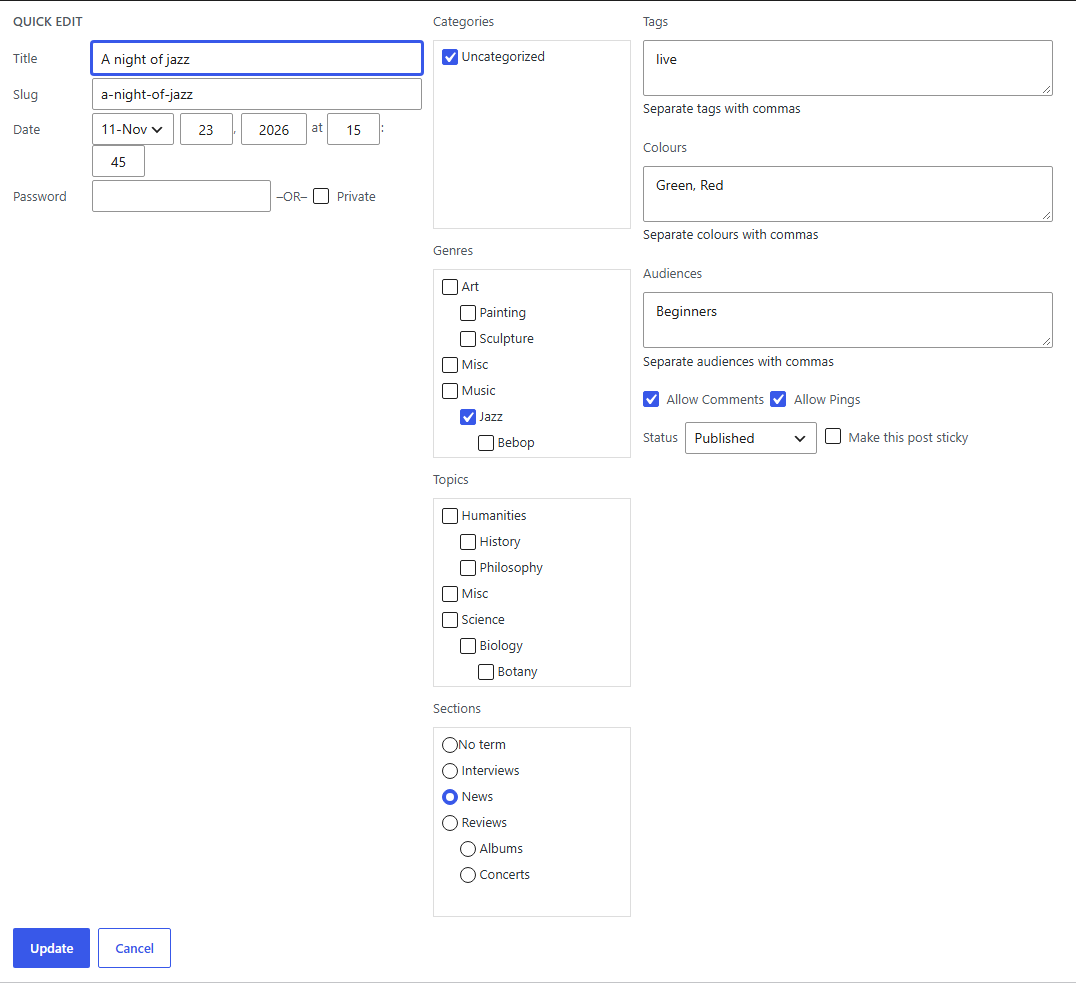 QUICK EDIT
Title
A night of jazz
Slug
a-night-of-jazz
Date
11-Nov
23
,
2026
at
15
:
45
Password
–OR–
Private
Categories
Uncategorized
Genres
Art
Painting
Sculpture
Misc
Music
Jazz
Bebop
Topics
Humanities
History
Philosophy
Misc
Science
Biology
Botany
Sections
No term
Interviews
News
Reviews
Albums
Concerts
Tags
live
Separate tags with commas
Colours
Green, Red
Separate colours with commas
Audiences
Beginners
Separate audiences with commas
Allow Comments
Allow Pings
Status
Published
Make this post sticky
Update
Cancel